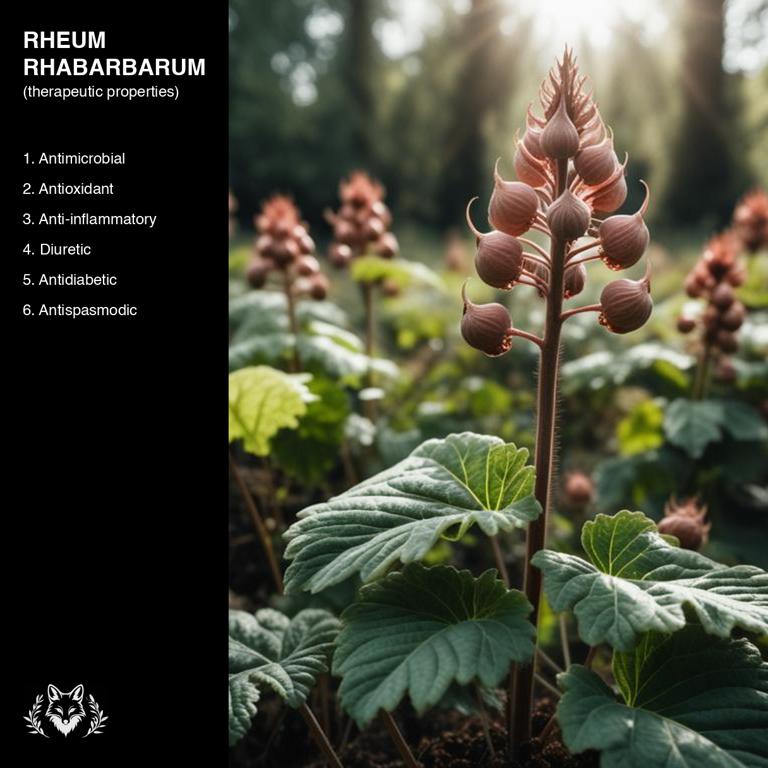 RHEUM
RHABARBARUM
(therapeutic properties)
1. Antimicrobial
2. Antioxidant
3. Anti-inflammatory
4. Diuretic
5. Antidiabetic
6. Antispasmodic